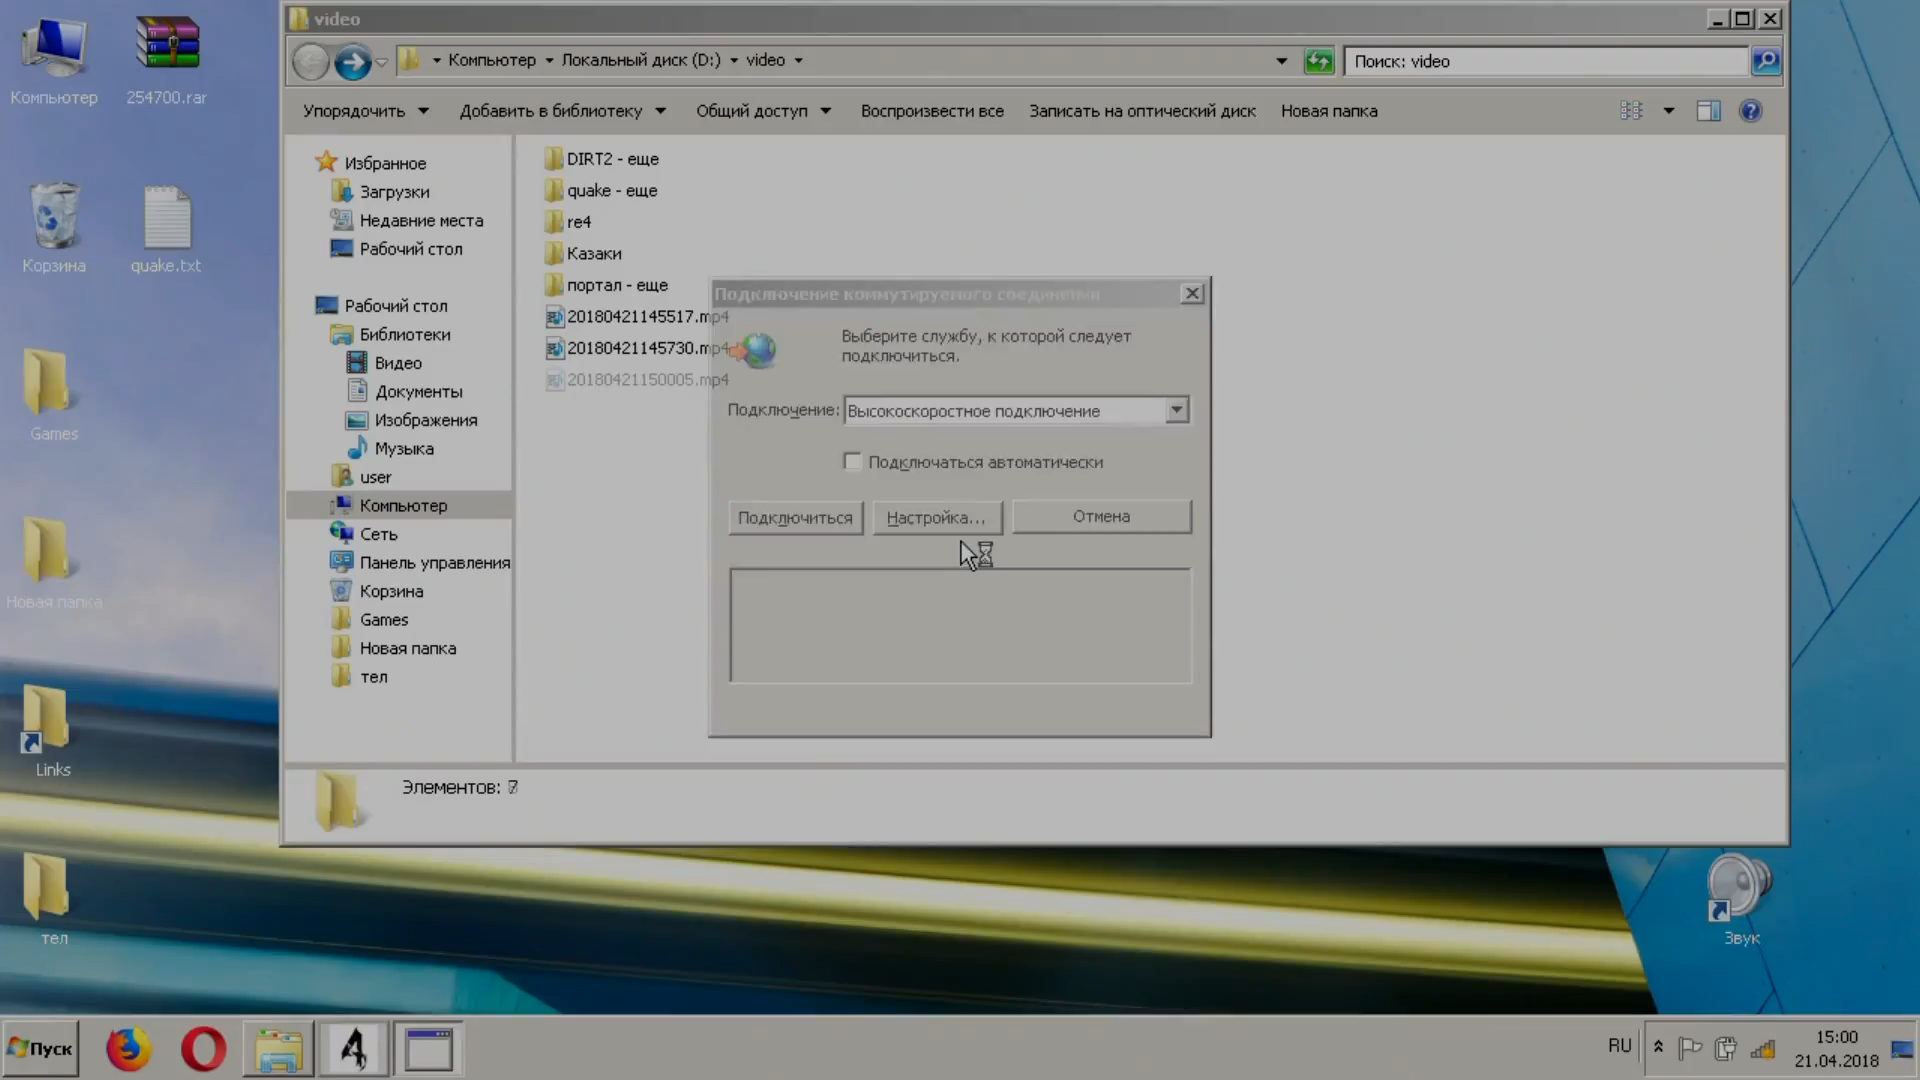 video
Компьютер
Локальный диск (D:)
video
Поиск: video
Упорядочить
Добавить в библиотеку
Общий доступ
Воспроизвести все
Записать на оптический диск
Новая папка
Компьютер
254700.rar
Корзина
quake.txt
Games
Новая папка
Links
тел
Избранное
Загрузки
Недавние места
Рабочий стол
Рабочий стол
Библиотеки
Видео
Документы
Изображения
Музыка
user
Компьютер
Сеть
Панель управления
Корзина
Games
Новая папка
тел
DIRT2 - еще
quake - еще
re4
Казаки
портал - еще
20180421145517.mp4
20180421145730.mp4
20180421150005.mp4
Подключение коммутируемого соединения
Выберите службу, к которой следует
подключиться.
Подключение:
Высокоскоростное подключение
Подключаться автоматически
Подключиться
Настройка...
Отмена
Элементов:
Звук
Пуск
RU
15:00
21.04.2018